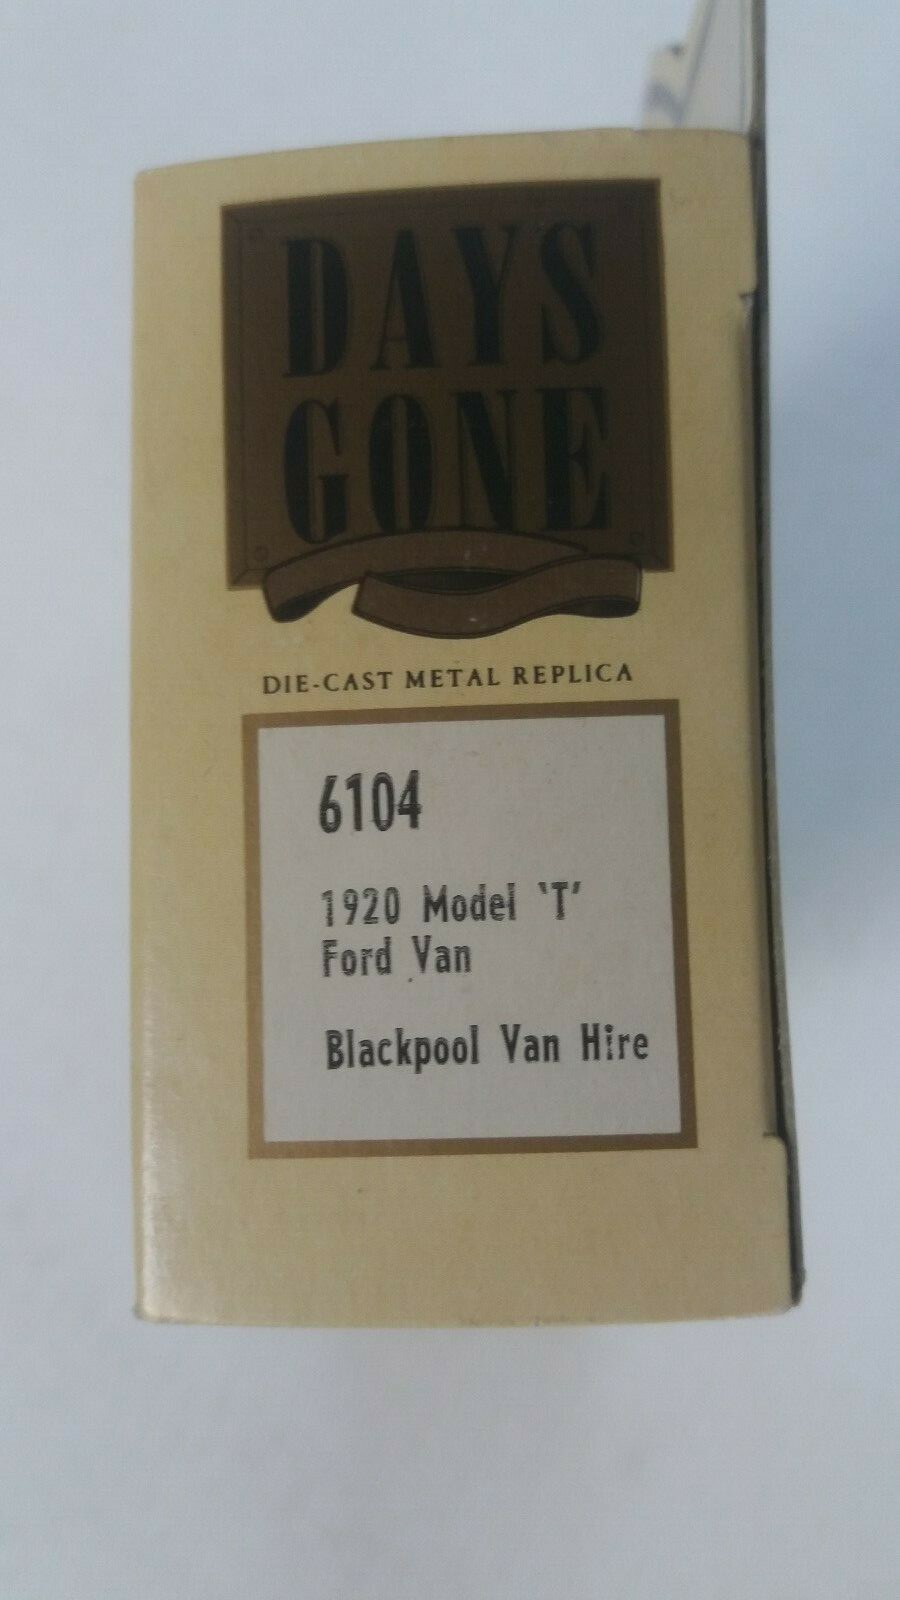 DAYS
GONE
DIE-CAST METAL REPLICA
6104
1920 Model ‘T’
Ford Van
Blackpool Van Hire